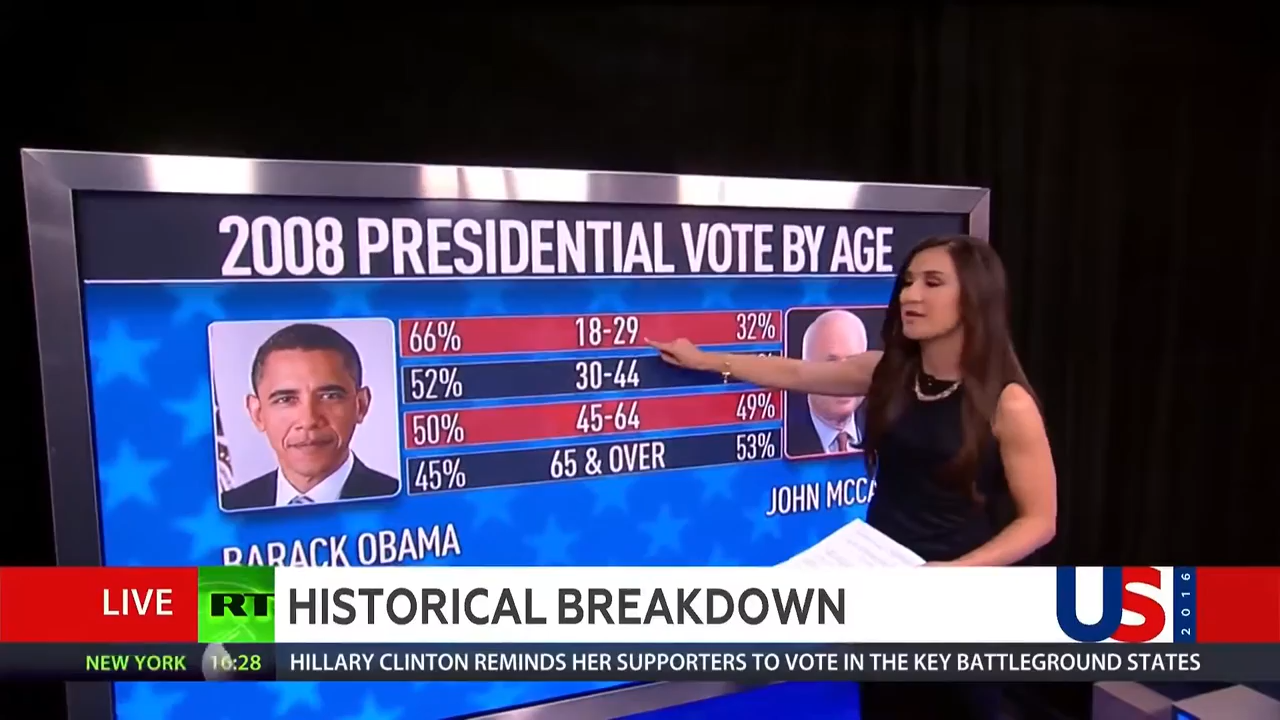 2008 PRESIDENTIAL VOTE BY AGE
66% 18-29 32%
52% 30-44
50% 45-64 49%
45% 65 & OVER 53%
BARACK OBAMA
JOHN
LIVE RT HISTORICAL BREAKDOWN US 2016
NEW YORK 16:28 HILLARY CLINTON REMINDS HER SUPPORTERS TO VOTE IN THE KEY BATTLEGROUND STATES